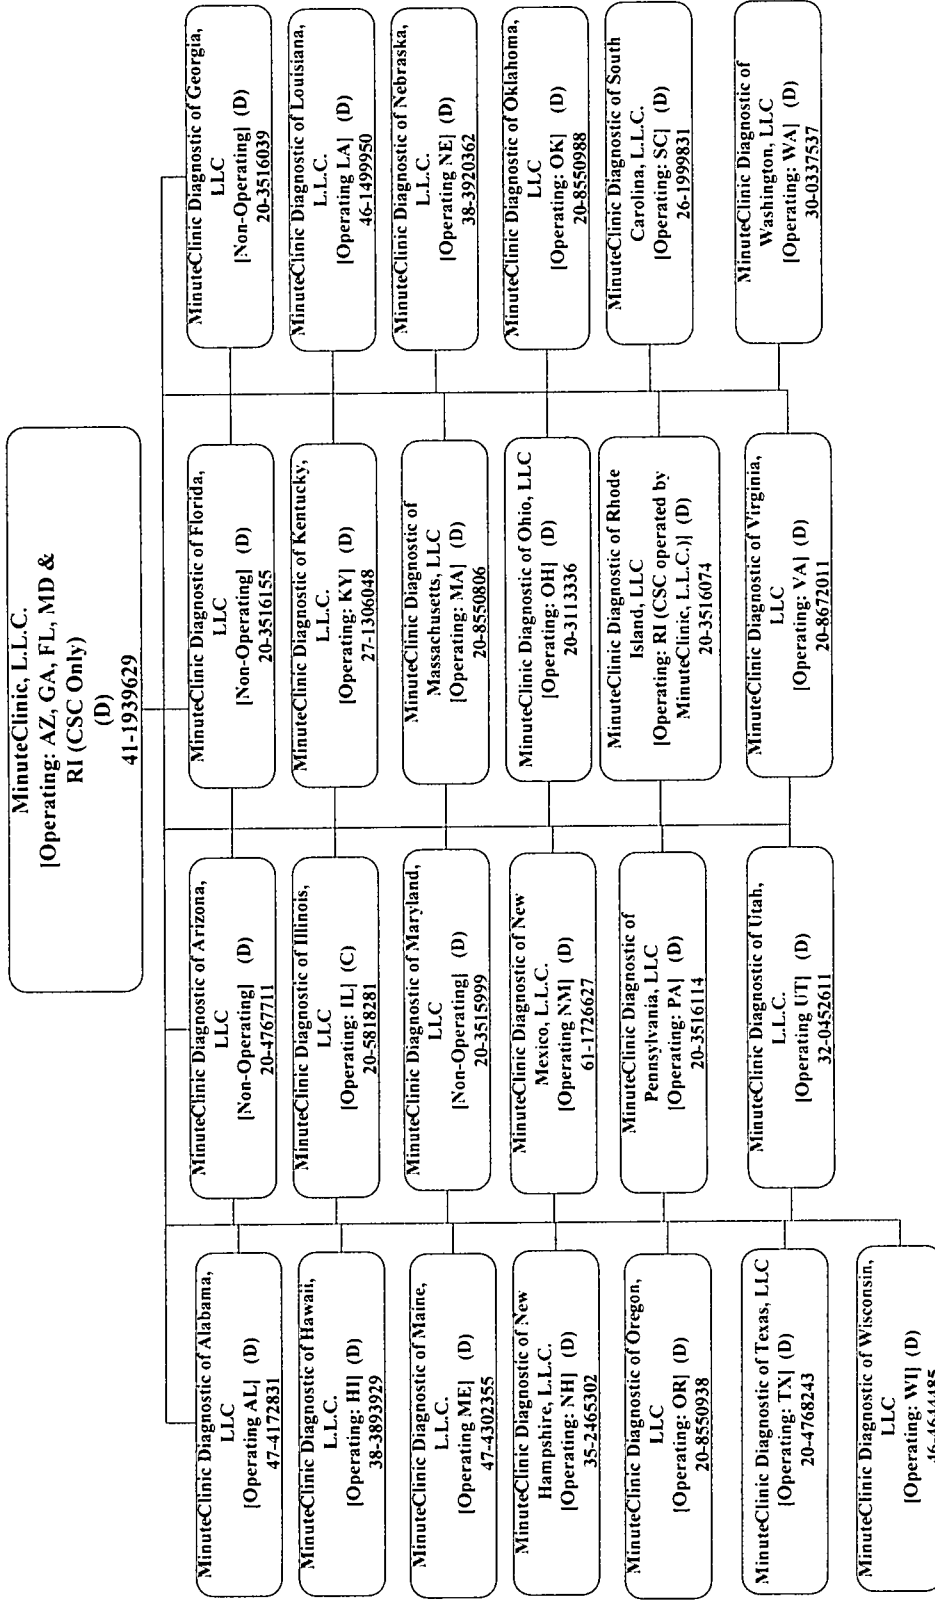 MinuteClinic, L.L.C.
[Operating: AZ, GA, FL, MD &
RI (CSC Only)
(D)
41-1939629
MinuteClinic Diagnostic of Alabama,
LLC
[Operating AL] (D)
47-4172831
MinuteClinic Diagnostic of Arizona,
LLC
[Non-Operating] (D)
20-4767711
MinuteClinic Diagnostic of Florida,
LLC
[Non-Operating] (D)
20-3516155
MinuteClinic Diagnostic of Georgia,
LLC
[Non-Operating] (D)
20-3516039
MinuteClinic Diagnostic of Hawaii,
L.L.C.
[Operating: HI] (D)
38-3893929
MinuteClinic Diagnostic of Illinois,
LLC
[Operating: IL] (C)
20-5818281
MinuteClinic Diagnostic of Kentucky,
L.L.C.
[Operating: KY] (D)
27-1306048
MinuteClinic Diagnostic of Louisiana,
L.L.C.
[Operating LA] (D)
46-1499950
MinuteClinic Diagnostic of Maine,
L.L.C.
[Operating ME] (D)
47-4302355
MinuteClinic Diagnostic of Maryland,
LLC
[Non-Operating] (D)
20-3515999
MinuteClinic Diagnostic of
Massachusetts, LLC
[Operating: MA] (D)
20-8550806
MinuteClinic Diagnostic of Nebraska,
L.L.C.
[Operating NE] (D)
38-3920362
MinuteClinic Diagnostic of New
Hampshire, L.L.C.
[Operating: NH] (D)
35-2465302
MinuteClinic Diagnostic of New
Mexico, L.L.C.
[Operating NM] (D)
61-1726627
MinuteClinic Diagnostic of Ohio, LLC
[Operating: OH] (D)
20-3113336
MinuteClinic Diagnostic of Oklahoma,
LLC
[Operating: OK] (D)
20-8550988
MinuteClinic Diagnostic of Oregon,
LLC
[Operating: OR] (D)
20-8550938
MinuteClinic Diagnostic of
Pennsylvania, LLC
[Operating: PA] (D)
20-3516114
MinuteClinic Diagnostic of Rhode
Island, LLC
[Operating: RI (CSC operated by
MinuteClinic, L.L.C.)] (D)
20-3516074
MinuteClinic Diagnostic of South
Carolina, L.L.C.
[Operating: SC] (D)
26-1999831
MinuteClinic Diagnostic of Texas, LLC
[Operating: TX] (D)
20-4768243
MinuteClinic Diagnostic of Utah,
L.L.C.
[Operating UT] (D)
32-0452611
MinuteClinic Diagnostic of Virginia,
LLC
[Operating: VA] (D)
20-8672011
MinuteClinic Diagnostic of
Washington, LLC
[Operating: WA] (D)
30-0337537
MinuteClinic Diagnostic of Wisconsin,
LLC
[Operating: WI] (D)